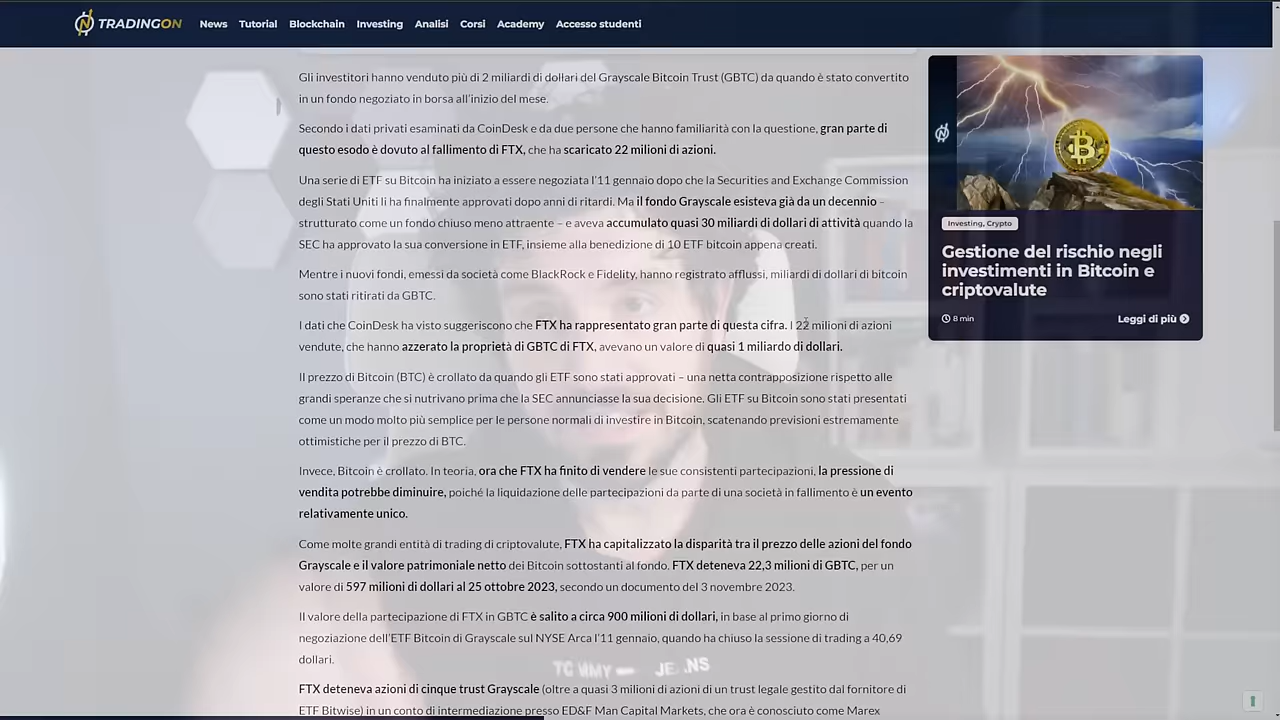 TRADINGON
News Tutorial Blockchain Investing Analisi Corsi Academy Accesso studenti
Gli investitori hanno venduto più di 2 miliardi di dollari del Grayscale Bitcoin Trust (GBTC) da quando è stato convertito
in un fondo negoziato in borsa all'inizio del mese.
Secondo i dati privati esaminati da CoinDesk e da due persone che hanno familiarità con la questione, gran parte di
questo esodo è dovuto al fallimento di FTX, che ha scaricato 22 milioni di azioni.
Una serie di ETF su Bitcoin ha iniziato a essere negoziata l'11 gennaio dopo che la Securities and Exchange Commission
degli Stati Uniti li ha finalmente approvati dopo anni di ritardi. Ma il fondo Grayscale esisteva già da un decennio –
strutturato come un fondo chiuso meno attraente – e aveva accumulato quasi 30 miliardi di dollari di attività quando la
SEC ha approvato la sua conversione in ETF, insieme alla benedizione di 10 ETF bitcoin appena creati.
Mentre i nuovi fondi, emessi da società come BlackRock e Fidelity, hanno registrato afflussi, miliardi di dollari di bitcoin
sono stati ritirati da GBTC.
I dati che CoinDesk ha visto suggeriscono che FTX ha rappresentato gran parte di questa cifra. I 22 milioni di azioni
vendute, che hanno azzerato la proprietà di GBTC di FTX, avevano un valore di quasi 1 miliardo di dollari.
Il prezzo di Bitcoin (BTC) è crollato da quando gli ETF sono stati approvati – una netta contrapposizione rispetto alle
grandi speranze che si nutrivano prima che la SEC annunciasse la sua decisione. Gli ETF su Bitcoin sono stati presentati
come un modo molto più semplice per le persone normali di investire in Bitcoin, scatenando previsioni estremamente
ottimistiche per il prezzo di BTC.
Invece, Bitcoin è crollato. In teoria, ora che FTX ha finito di vendere le sue consistenti partecipazioni, la pressione di
vendita potrebbe diminuire, poiché la liquidazione delle partecipazioni da parte di una società in fallimento è un evento
relativamente unico.
Come molte grandi entità di trading di criptovalute, FTX ha capitalizzato la disparità tra il prezzo delle azioni del fondo
Grayscale e il valore patrimoniale netto dei Bitcoin sottostanti al fondo. FTX deteneva 22,3 milioni di GBTC, per un
valore di 597 milioni di dollari al 25 ottobre 2023, secondo un documento del 3 novembre 2023.
Il valore della partecipazione di FTX in GBTC è salito a circa 900 milioni di dollari, in base al primo giorno di
negoziazione dell'ETF Bitcoin di Grayscale sul NYSE Arca l'11 gennaio, quando ha chiuso la sessione di trading a 40,69
dollari.
FTX deteneva azioni di cinque trust Grayscale (oltre a quasi 3 milioni di azioni di un trust legale gestito dal fornitore di
ETF Bitwise) in un conto di intermediazione presso ED&F Man Capital Markets, che ora è conosciuto come Marex
Investing, Crypto
Gestione del rischio negli
investimenti in Bitcoin e
criptovalute
8 min
Leggi di più
TOMMY JEANS